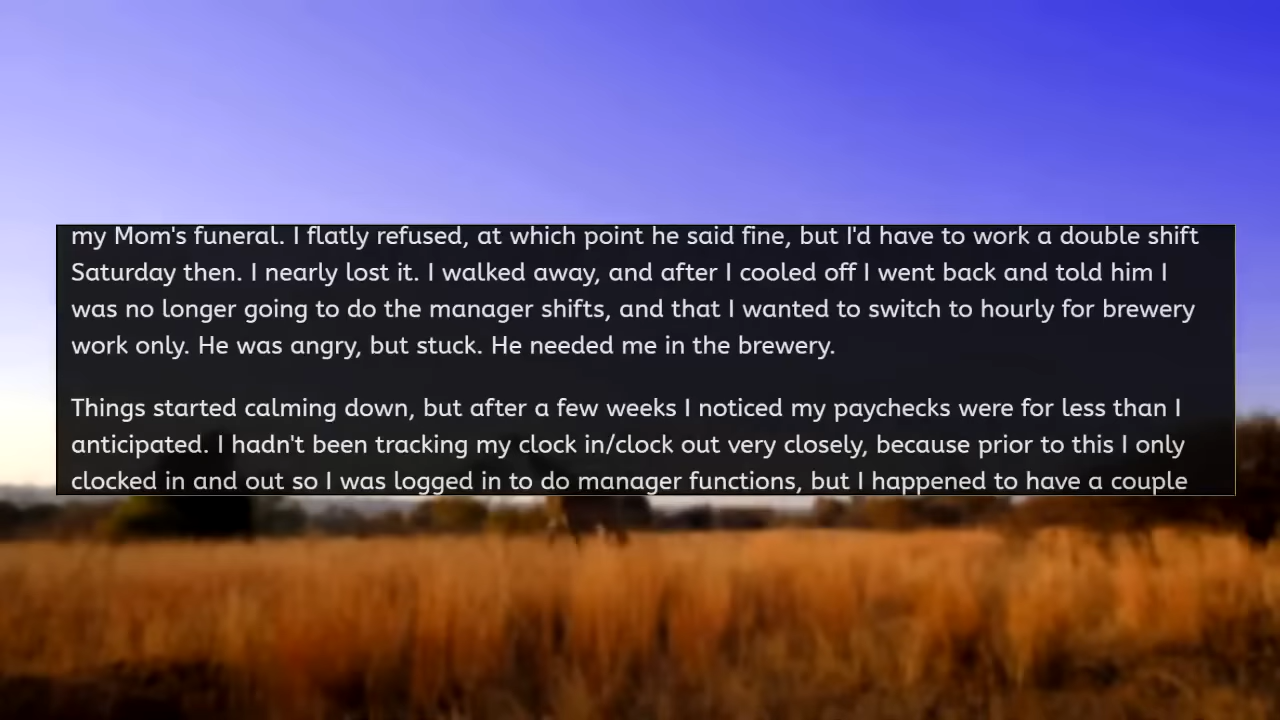 my Mom's funeral. I flatly refused, at which point he said fine, but I'd have to work a double shift
Saturday then. I nearly lost it. I walked away, and after I cooled off I went back and told him I
was no longer going to do the manager shifts, and that I wanted to switch to hourly for brewery
work only. He was angry, but stuck. He needed me in the brewery.
Things started calming down, but after a few weeks I noticed my paychecks were for less than I
anticipated. I hadn't been tracking my clock in/clock out very closely, because prior to this I only
clocked in and out so I was logged in to do manager functions, but I happened to have a couple